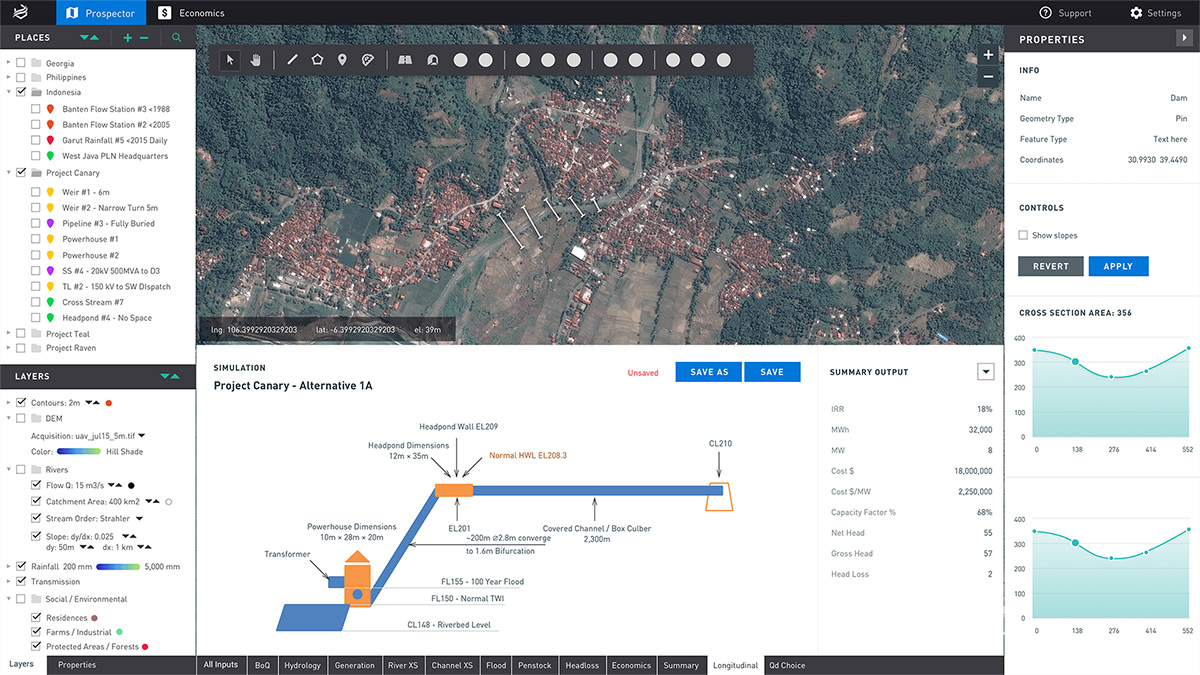 Prospector
$ Economics
Support
Settings
PLACES
Georgia
Philippines
Indonesia
Banten Flow Station #3 <1988
Banten Flow Station #2 <2005
Garut Rainfall #5 <2015 Daily
West Java PLN Headquarters
Project Canary
Weir #1 - 6m
Weir #2 - Narrow Turn 5m
Pipeline #3 - Fully Buried
Powerhouse #1
Powerhouse #2
SS #4 - 20kV 500MVA to D3
TL #2 - 150 kV to SW DIspatch
Cross Stream #7
Headpond #4 - No Space
Project Teal
Project Raven
LAYERS
Contours: 2m
DEM
Acquisition: uav_jul15_5m.tif
Color: Hill Shade
Rivers
Flow Q: 15 m3/s
Catchment Area: 400 km2
Stream Order: Strahler
Slope: dy/dx: 0.025
dy: 50m dx: 1 km
Rainfall 200 mm 5,000 mm
Transmission
Social / Environmental
Residences
Farms / Industrial
Protected Areas / Forests
Layers
Properties
lng: 106.3992920329203 lat: -6.3992920329203 el: 39m
SIMULATION
Project Canary - Alternative 1A
Unsaved
SAVE AS
SAVE
Headpond Wall EL209
Headpond Dimensions
12m × 35m
Normal HWL EL208.3
CL210
EL201
~200m ⌀2.8m converge
to 1.6m Bifurcation
Covered Channel / Box Culber
2,300m
Powerhouse Dimensions
10m × 28m × 20m
Transformer
FL155 - 100 Year Flood
FL150 - Normal TWl
CL148 - Riverbed Level
SUMMARY OUTPUT
IRR 18%
MWh 32,000
MW 8
Cost $ 18,000,000
Cost $/MW 2,250,000
Capacity Factor % 68%
Net Head 55
Gross Head 57
Head Loss 2
All Inputs
BoQ
Hydrology
Generation
River XS
Channel XS
Flood
Penstock
Headloss
Economics
Summary
Longitudinal
Qd Choice
PROPERTIES
INFO
Name Dam
Geometry Type Pin
Feature Type Text here
Coordinates 30.9930 39.4490
CONTROLS
Show slopes
REVERT
APPLY
CROSS SECTION AREA: 356
400
300
200
100
0
0 138 276 414 552
400
300
200
100
0
0 138 276 414 552